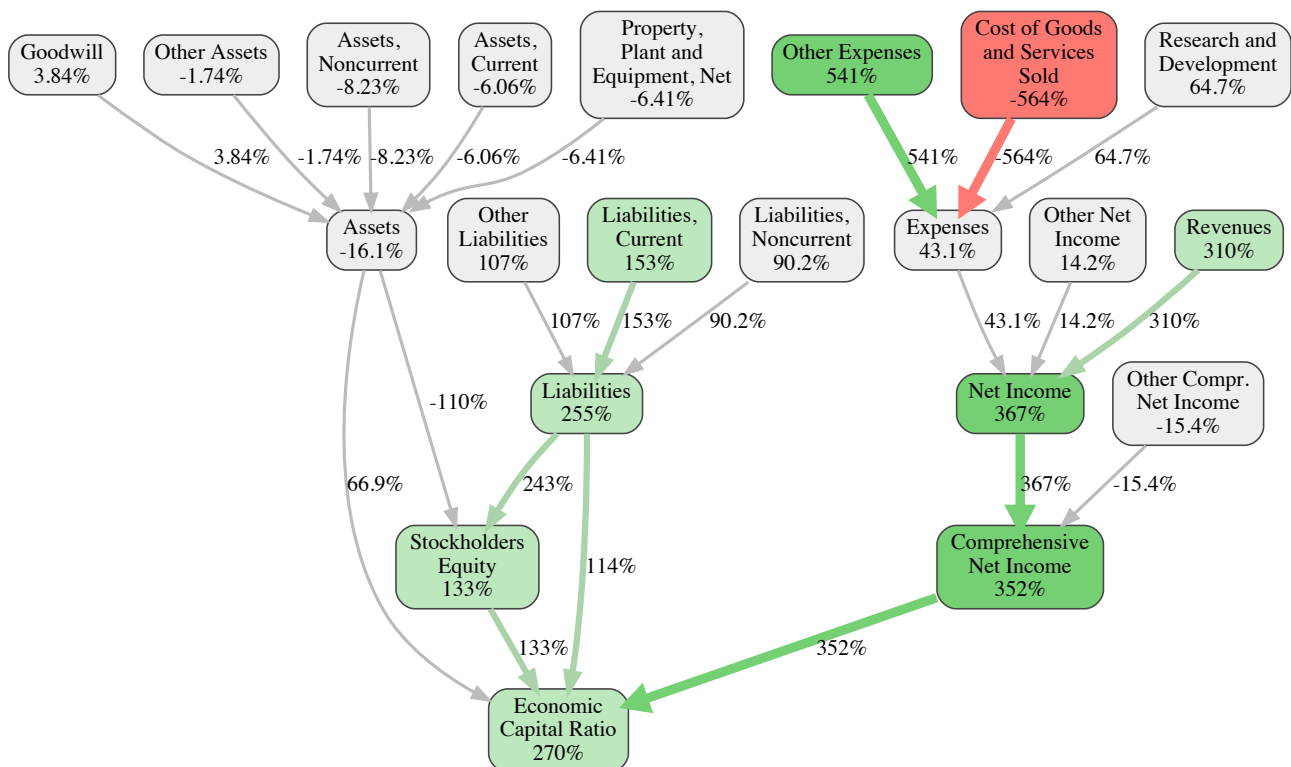 Goodwill
3.84%
Other Assets
-1.74%
Assets,
Noncurrent
-8.23%
Assets,
Current
-6.06%
Property,
Plant and
Equipment, Net
-6.41%
Other Expenses
541%
Cost of Goods
and Services
Sold
-564%
Research and
Development
64.7%
3.84%
-1.74%
-8.23%
-6.06%
-6.41%
541%
-564%
64.7%
Assets
-16.1%
Other
Liabilities
107%
Liabilities,
Current
153%
Liabilities,
Noncurrent
90.2%
Expenses
43.1%
Other Net
Income
14.2%
Revenues
310%
107%
153%
90.2%
43.1%
14.2%
310%
-110%
Liabilities
255%
Net Income
367%
Other Compr.
Net Income
-15.4%
66.9%
243%
367%
-15.4%
Stockholders
Equity
133%
114%
Comprehensive
Net Income
352%
133%
352%
Economic
Capital Ratio
270%